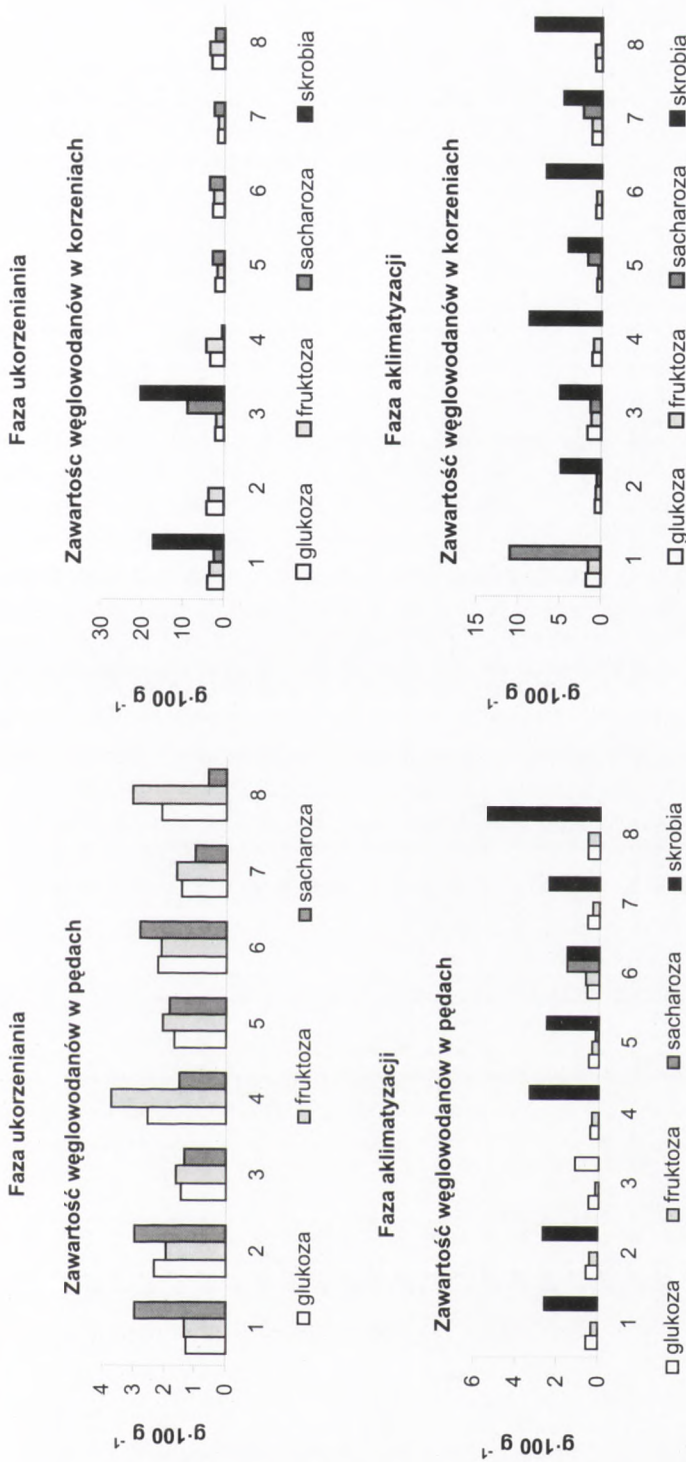 Faza ukorzeniania
Zawartość węglowodanów w pędach
g·100 g -1
4
3
2
1
0
1 2 3 4 5 6 7 8
glukoza fruktoza sacharoza
Faza ukorzeniania
Zawartość węglowodanów w korzeniach
g·100 g -1
30
20
10
0
1 2 3 4 5 6 7 8
glukoza fruktoza sacharoza skrobia
Faza aklimatyzacji
Zawartość węglowodanów w pędach
g·100 g -1
6
4
2
0
1 2 3 4 5 6 7 8
glukoza fruktoza sacharoza skrobia
Faza aklimatyzacji
Zawartość węglowodanów w korzeniach
g·100 g -1
15
10
5
0
1 2 3 4 5 6 7 8
glukoza fruktoza sacharoza skrobia